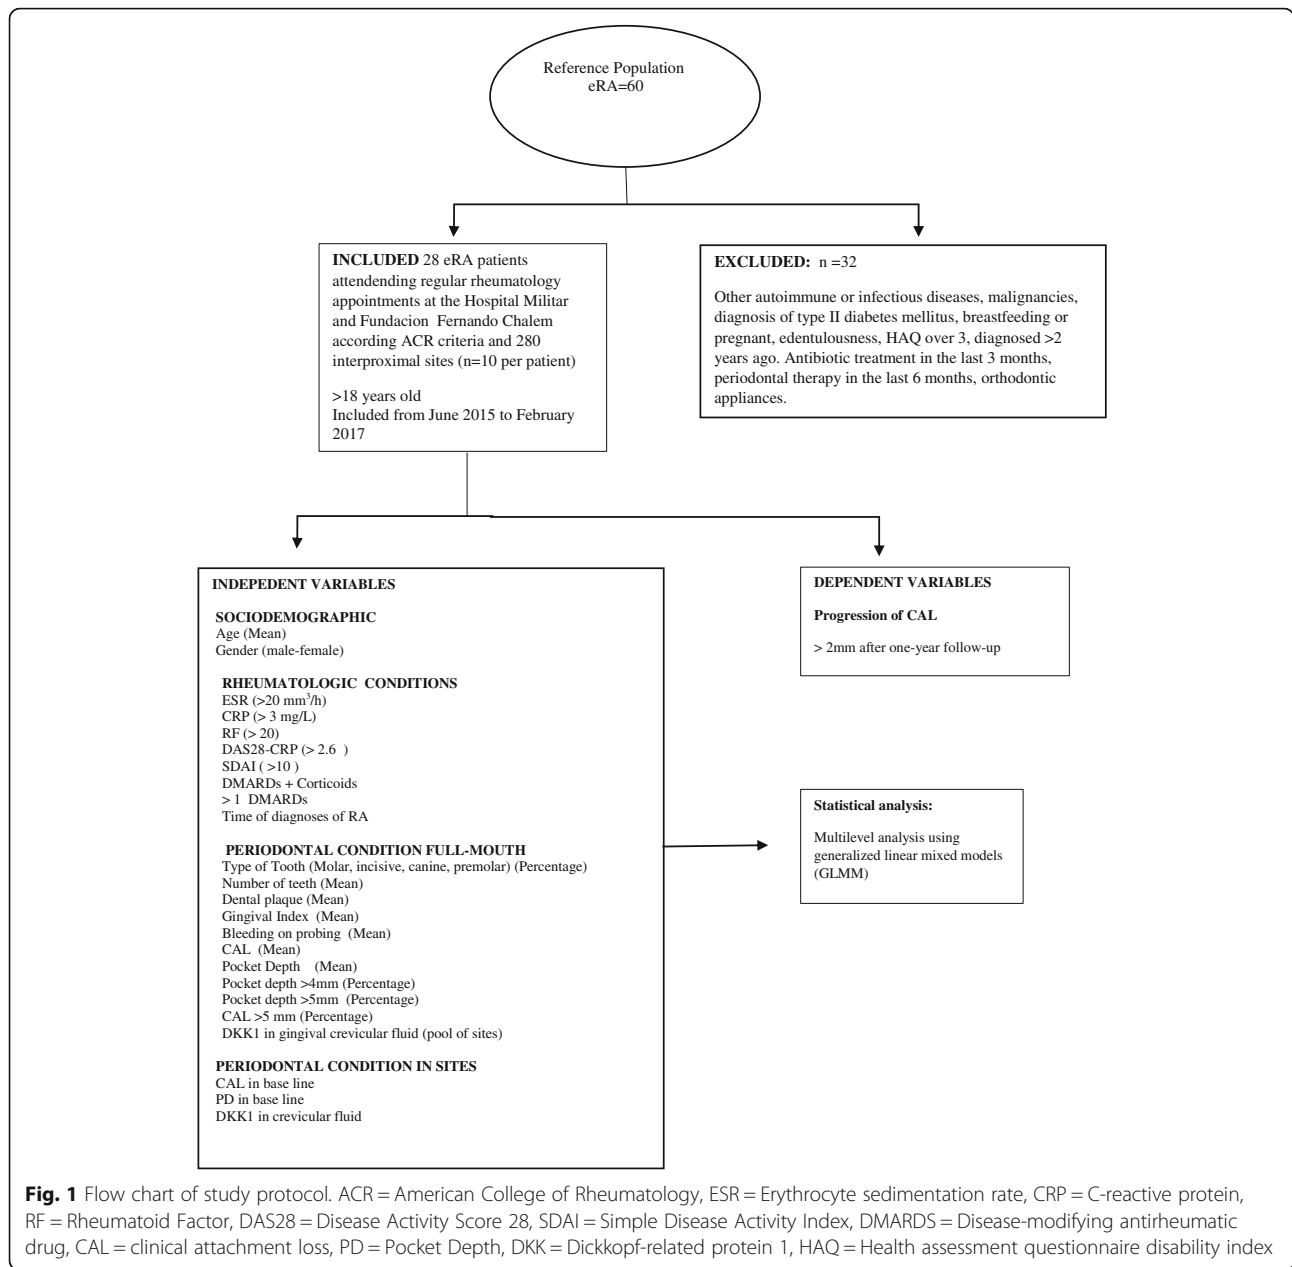 Reference Population
eRA=60
INCLUDED 28 eRA patients
attendending regular rheumatology
appointments at the Hospital Militar
and Fundacion Fernando Chalem
according ACR criteria and 280
interproximal sites (n=10 per patient)
>18 years old
Included from June 2015 to February
2017
EXCLUDED: n =32
Other autoimmune or infectious diseases, malignancies,
diagnosis of type II diabetes mellitus, breastfeeding or
pregnant, edentulousness, HAQ over 3, diagnosed >2
years ago. Antibiotic treatment in the last 3 months,
periodontal therapy in the last 6 months, orthodontic
appliances.
INDEPEDENT VARIABLES
SOCIODEMOGRAPHIC
Age (Mean)
Gender (male-female)
RHEUMATOLOGIC CONDITIONS
ESR (>20 mm³/h)
CRP (> 3 mg/L)
RF (> 20)
DAS28-CRP (> 2.6 )
SDAI ( >10 )
DMARDs + Corticoids
> 1 DMARDs
Time of diagnoses of RA
PERIODONTAL CONDITION FULL-MOUTH
Type of Tooth (Molar, incisive, canine, premolar) (Percentage)
Number of teeth (Mean)
Dental plaque (Mean)
Gingival Index (Mean)
Bleeding on probing (Mean)
CAL (Mean)
Pocket Depth (Mean)
Pocket depth >4mm (Percentage)
Pocket depth >5mm (Percentage)
CAL >5 mm (Percentage)
DKK1 in gingival crevicular fluid (pool of sites)
PERIODONTAL CONDITION IN SITES
CAL in base line
PD in base line
DKK1 in crevicular fluid
DEPENDENT VARIABLES
Progression of CAL
> 2mm after one-year follow-up
Statistical analysis:
Multilevel analysis using
generalized linear mixed models
(GLMM)
Fig. 1 Flow chart of study protocol. ACR = American College of Rheumatology, ESR = Erythrocyte sedimentation rate, CRP = C-reactive protein,
RF = Rheumatoid Factor, DAS28 = Disease Activity Score 28, SDAI = Simple Disease Activity Index, DMARDS = Disease-modifying antirheumatic
drug, CAL = clinical attachment loss, PD = Pocket Depth, DKK = Dickkopf-related protein 1, HAQ = Health assessment questionnaire disability index